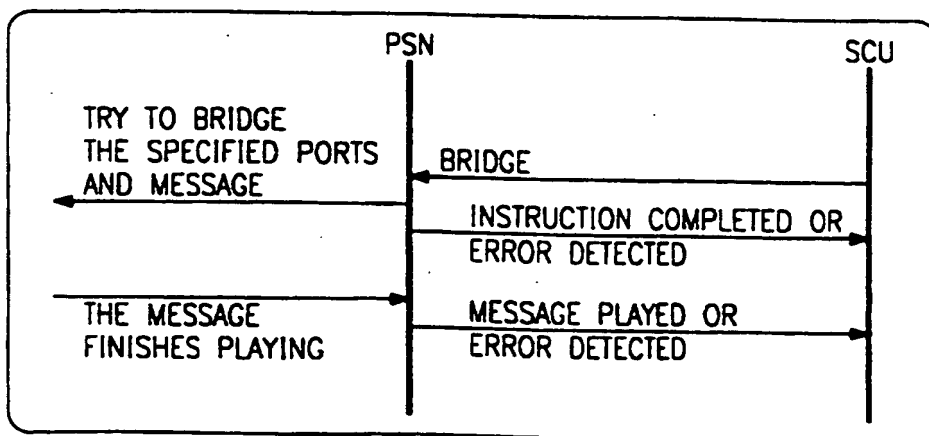 PSN
SCU
TRY TO BRIDGE
THE SPECIFIED PORTS
AND MESSAGE
BRIDGE
INSTRUCTION COMPLETED OR
ERROR DETECTED
THE MESSAGE
FINISHES PLAYING
MESSAGE PLAYED OR
ERROR DETECTED